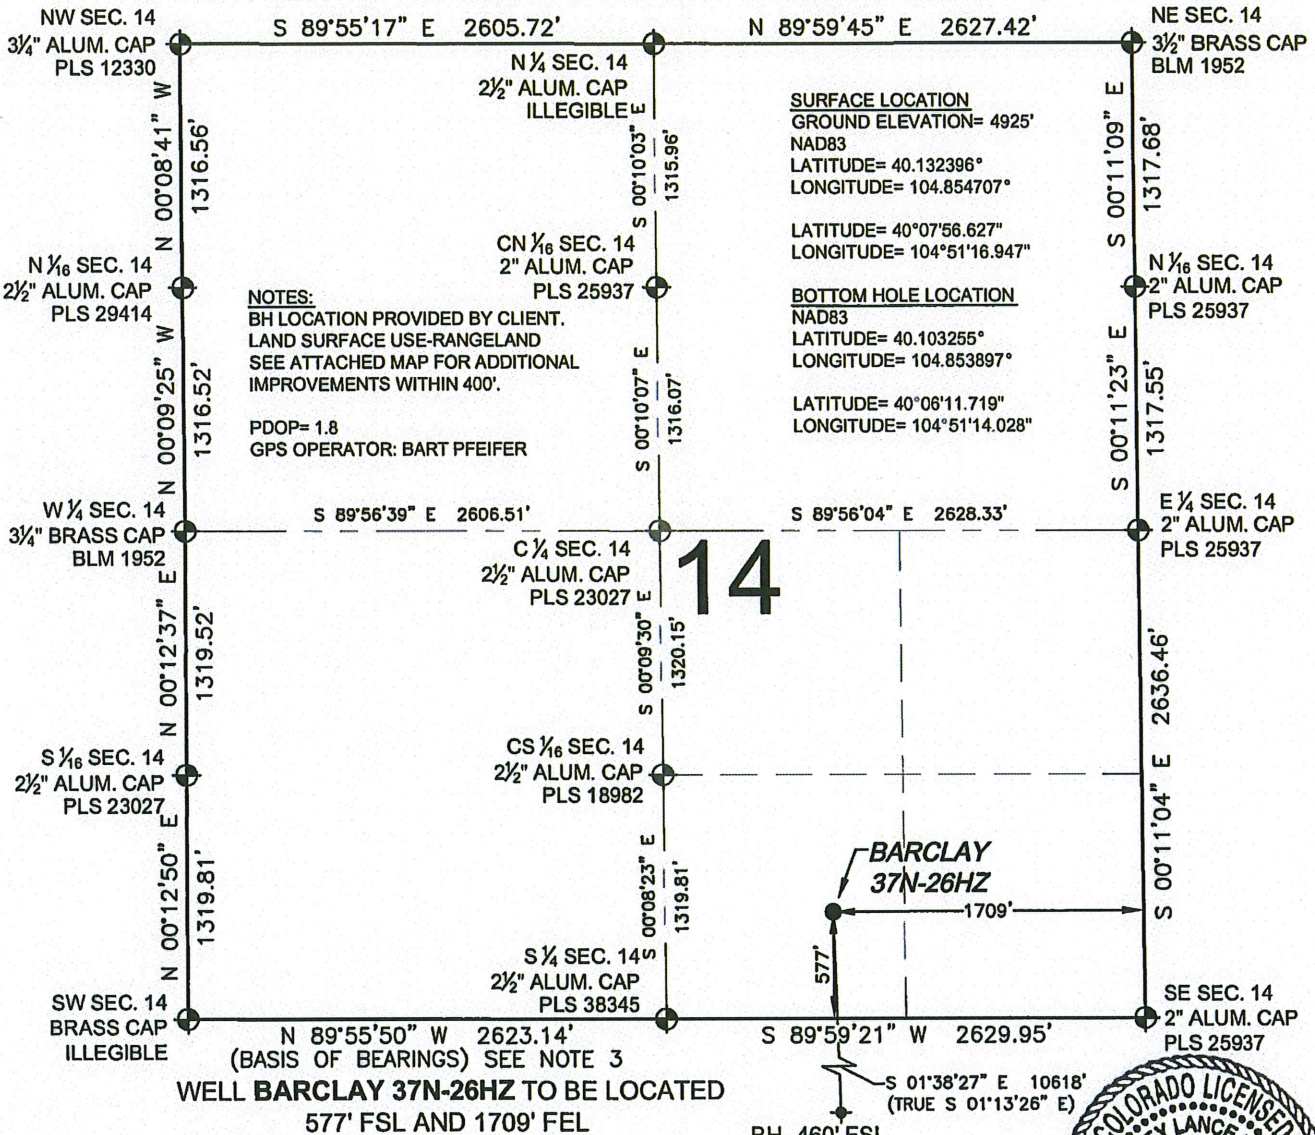 NW SEC. 14
3¼" ALUM. CAP
PLS 12330
S 89°55'17" E 2605.72'
N ¼ SEC. 14
2½" ALUM. CAP
ILLEGIBLE
N 89°59'45" E 2627.42'
NE SEC. 14
3½" BRASS CAP
BLM 1952
N 00°08'41" W
1316.56'
S 00°10'03" E
1315.96'
SURFACE LOCATION
GROUND ELEVATION= 4925'
NAD83
LATITUDE= 40.132396°
LONGITUDE= 104.854707°
LATITUDE= 40°07'56.627"
LONGITUDE= 104°51'16.947"
S 00°11'09" E
1317.68'
N 1/16 SEC. 14
2½" ALUM. CAP
PLS 29414
CN 1/16 SEC. 14
2" ALUM. CAP
PLS 25937
N 1/16 SEC. 14
2" ALUM. CAP
PLS 25937
NOTES:
BH LOCATION PROVIDED BY CLIENT.
LAND SURFACE USE-RANGELAND
SEE ATTACHED MAP FOR ADDITIONAL
IMPROVEMENTS WITHIN 400'.
PDOP= 1.8
GPS OPERATOR: BART PFEIFER
BOTTOM HOLE LOCATION
NAD83
LATITUDE= 40.103255°
LONGITUDE= 104.853897°
LATITUDE= 40°06'11.719"
LONGITUDE= 104°51'14.028"
N 00°09'25" W
1316.52'
S 00°10'07" E
1316.07'
S 00°11'23" E
1317.55'
W ¼ SEC. 14
3¼" BRASS CAP
BLM 1952
S 89°56'39" E 2606.51'
C ¼ SEC. 14
2½" ALUM. CAP
PLS 23027
14
S 89°56'04" E 2628.33'
E ¼ SEC. 14
2" ALUM. CAP
PLS 25937
N 00°12'37" E
1319.52'
S 00°09'30" E
1320.15'
2636.46'
S 00°11'04" E
S 1/16 SEC. 14
2½" ALUM. CAP
PLS 23027
CS 1/16 SEC. 14
2½" ALUM. CAP
PLS 18982
N 00°12'50" E
1319.81'
S 00°08'23" E
1319.81'
BARCLAY
37N-26HZ
1709'
577'
SW SEC. 14
BRASS CAP
ILLEGIBLE
S ¼ SEC. 14
2½" ALUM. CAP
PLS 38345
SE SEC. 14
2" ALUM. CAP
PLS 25937
N 89°55'50" W 2623.14'
(BASIS OF BEARINGS) SEE NOTE 3
S 89°59'21" W 2629.95'
S 01°38'27" E 10618'
(TRUE S 01°13'26" E)
WELL BARCLAY 37N-26HZ TO BE LOCATED
577' FSL AND 1709' FEL
BH 460' FSL
COLORADO LICENSED
LANCE